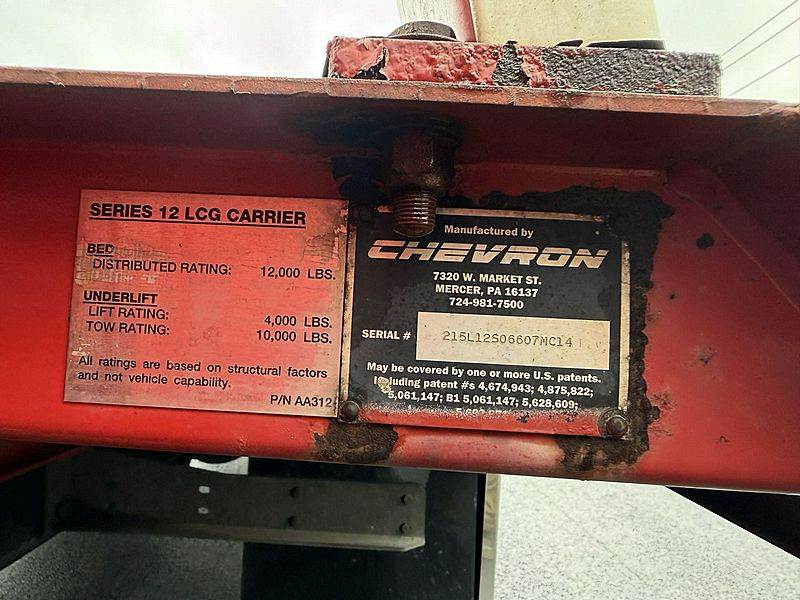 SERIES 12 LCG CARRIER
BED
DISTRIBUTED RATING: 12,000 LBS.
UNDERLIFT
LIFT RATING: 4,000 LBS.
TOW RATING: 10,000 LBS.
All ratings are based on structural factors
and not vehicle capability.
P/N AA312
Manufactured by
CHEVRON
7320 W. MARKET ST.
MERCER, PA 16137
724-981-7500
SERIAL # 215L12S06607MC14
May be covered by one or more U.S. patents.
Including patent #s 4,674,943; 4,875,822;
5,061,147; B1 5,061,147; 5,628,609;